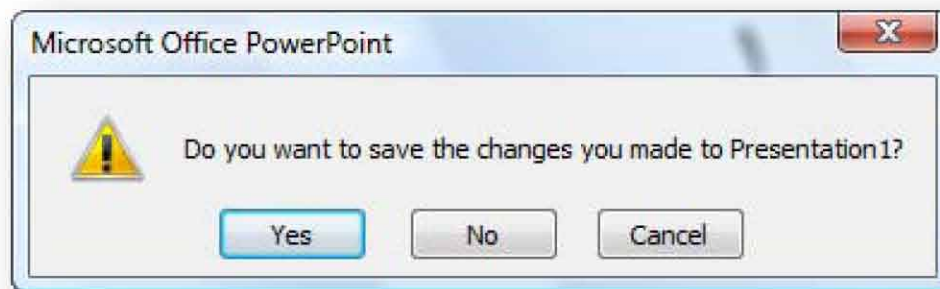 Microsoft Office PowerPoint
Do you want to save the changes you made to Presentation1?
Yes No Cancel